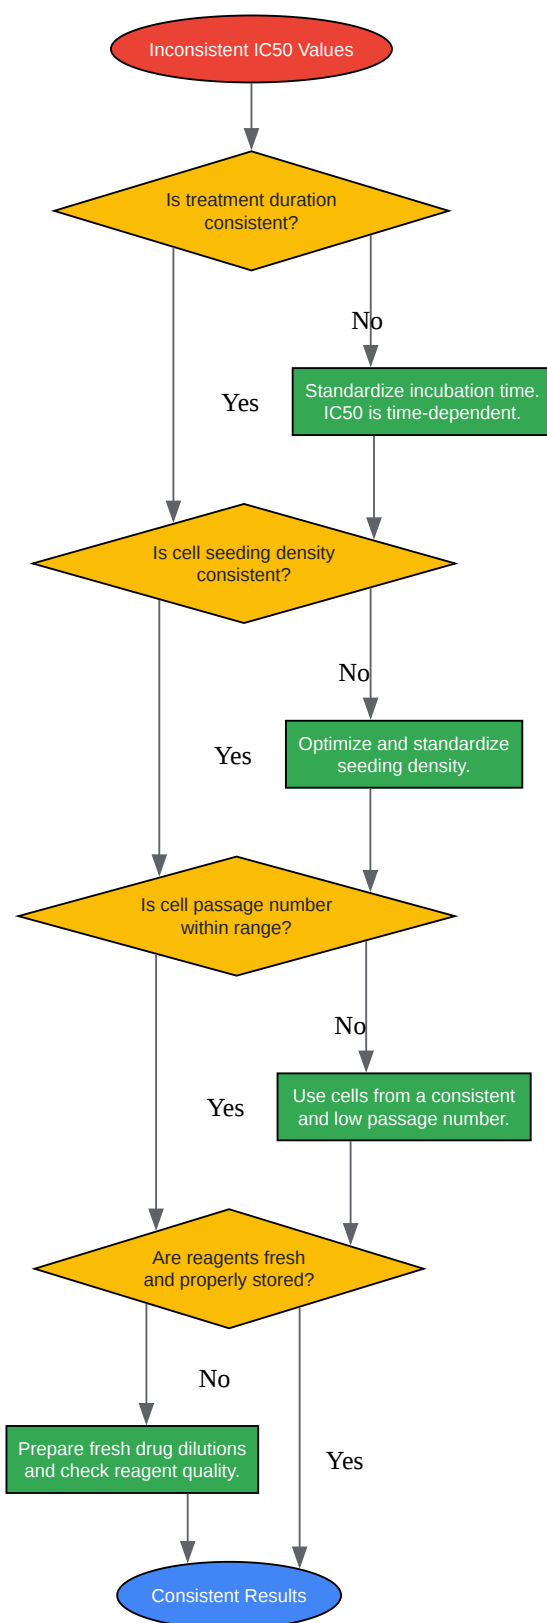 Inconsistent IC50 Values
Is treatment duration
consistent?
No
Standardize incubation time.
IC50 is time-dependent.
Yes
Is cell seeding density
consistent?
No
Optimize and standardize
seeding density.
Yes
Is cell passage number
within range?
No
Use cells from a consistent
and low passage number.
Yes
Are reagents fresh
and properly stored?
No
Prepare fresh drug dilutions
and check reagent quality.
Yes
Consistent Results